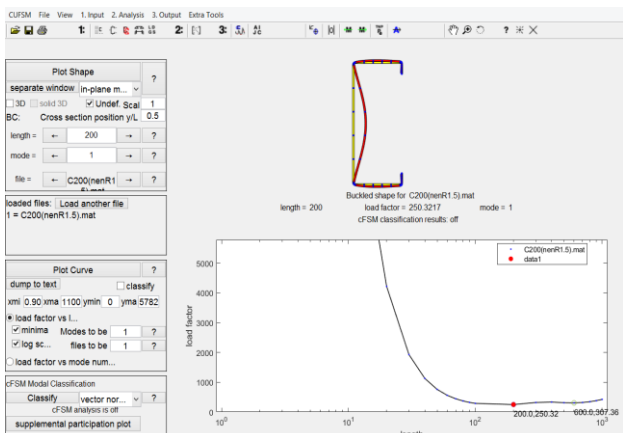 CUFSM File View 1. Input 2. Analysis 3. Output Extra Tools
1: 2: 3:
Plot Shape
?
separate window in-plane m...
3D solid 3D Undef. Scal 1
BC: Cross section position y/L 0.5
length = ← 200 → ?
mode = ← 1 → ?
file = ← C200(nenR1.5).mat → ?
loaded files: Load another file
1 = C200(nenR1.5).mat
Plot Curve ?
dump to text classify
xmi 0.90 xma 1100 ymin 0 yma 5782
load factor vs l...
minima Modes to be 1 ?
log sc... files to be 1 ?
load factor vs mode num...
cFSM Modal Classification
Classify vector nor... ?
cFSM analysis is off
supplemental participation plot
Buckled shape for C200(nenR1.5).mat
length = 200 load factor = 250.3217 mode = 1
cFSM classification results: off
C200(nenR1.5).mat
data1
load factor
5000
4000
3000
2000
1000
0
200.0,250.32 600.0,307.36
10⁰ 10¹ 10² 10³
length